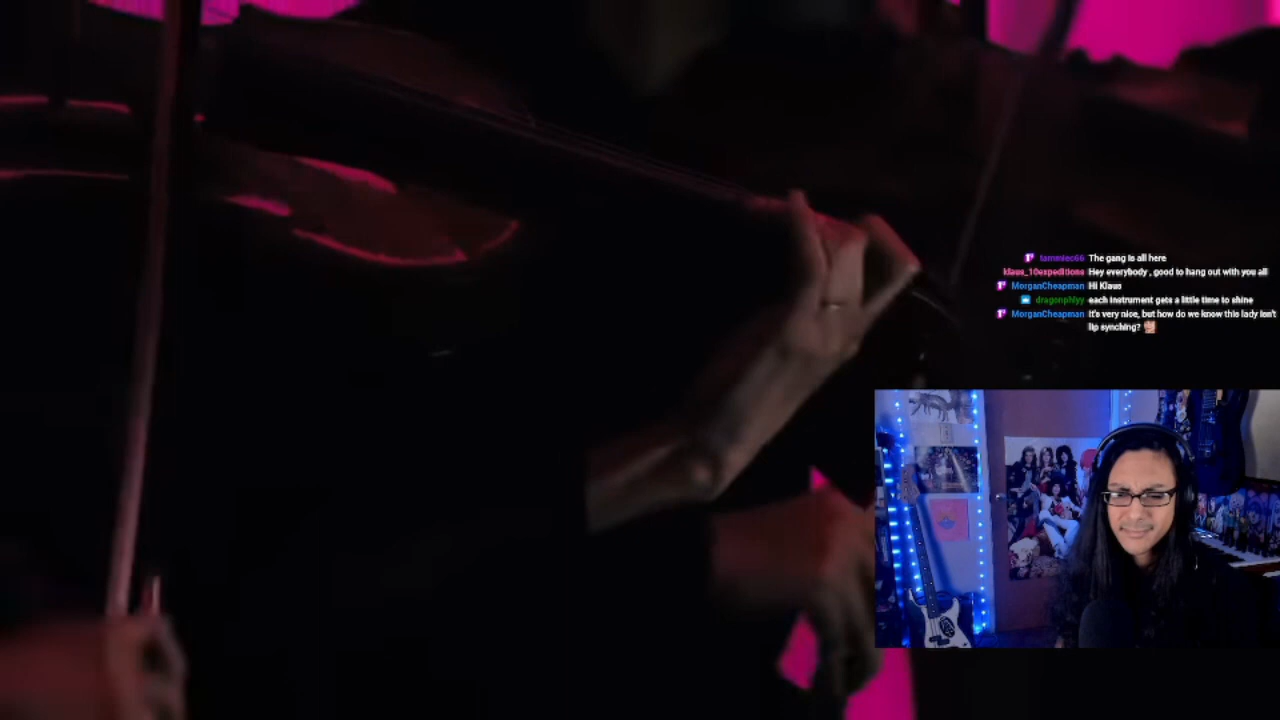 tammiec66 The gang is all here
klaus_10expeditions Hey everybody , good to hang out with you all
MorganCheapman Hi Klaus
dragonphlyy each instrument gets a little time to shine
MorganCheapman It's very nice, but how do we know this lady isn't
lip synching?